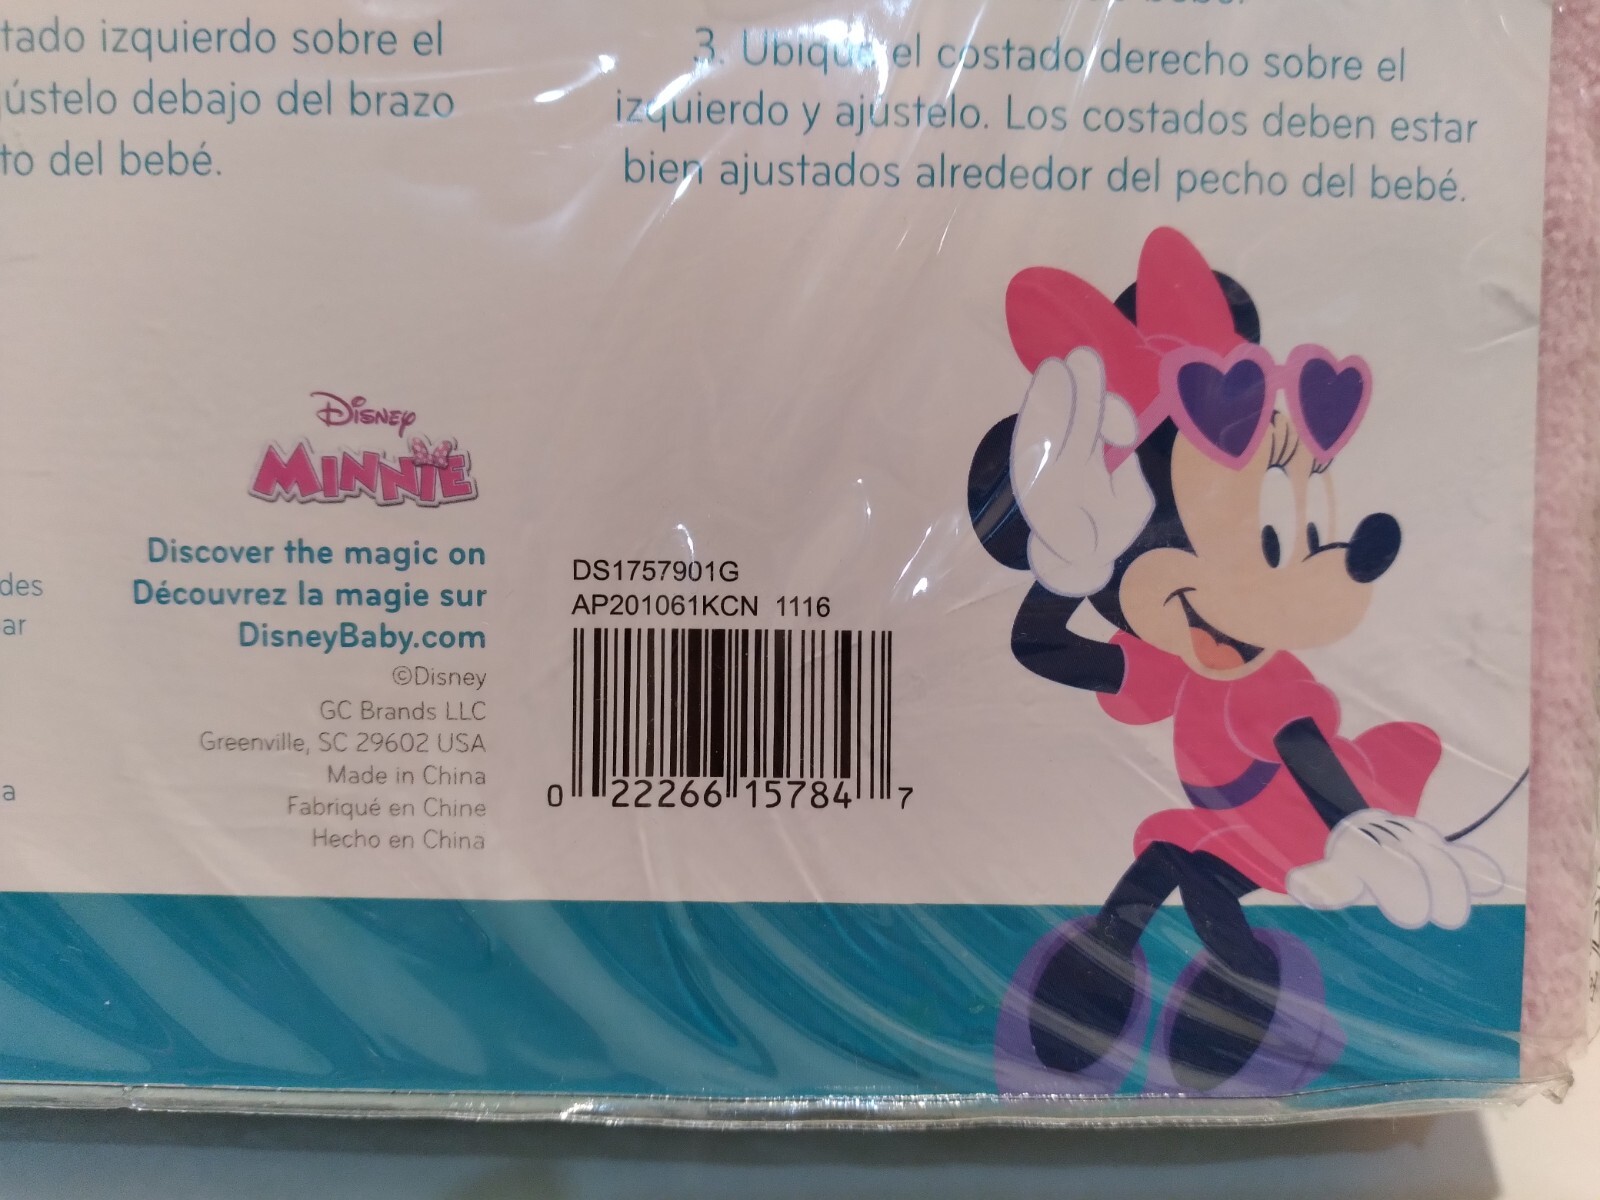 tado izquierdo sobre el
ústelo debajo del brazo
to del bebé.
3. Ubique el costado derecho sobre el
izquierdo y ajústelo. Los costados deben estar
bien ajustados alrededor del pecho del bebé.
des
ar
a
Disney
MINNIE
Discover the magic on
Découvrez la magie sur
DisneyBaby.com
©Disney
GC Brands LLC
Greenville, SC 29602 USA
Made in China
Fabriqué en Chine
Hecho en China
DS1757901G
AP201061KCN 1116
0 22266 15784 7